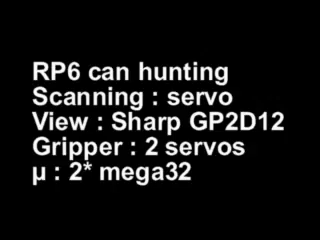 RP6 can hunting
Scanning : servo
View : Sharp GP2D12
Gripper : 2 servos
µ : 2* mega32